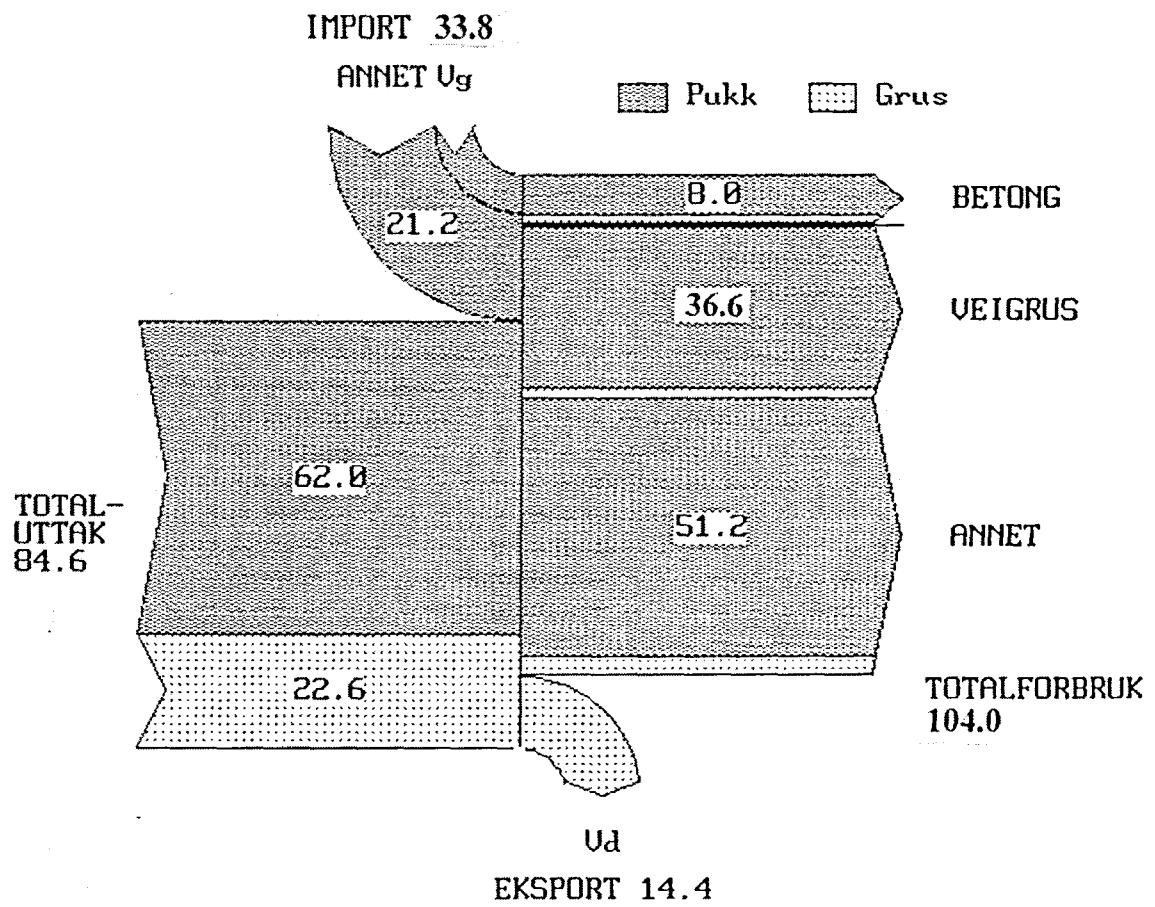 IMPORT 33.8
ANNET Vg
Pukk Grus
8.0
BETONG
21.2
36.6
VEIGRUS
62.0
TOTAL-
UTTAK
84.6
51.2
ANNET
22.6
TOTALFORBRUK
104.0
Vd
EKSPORT 14.4